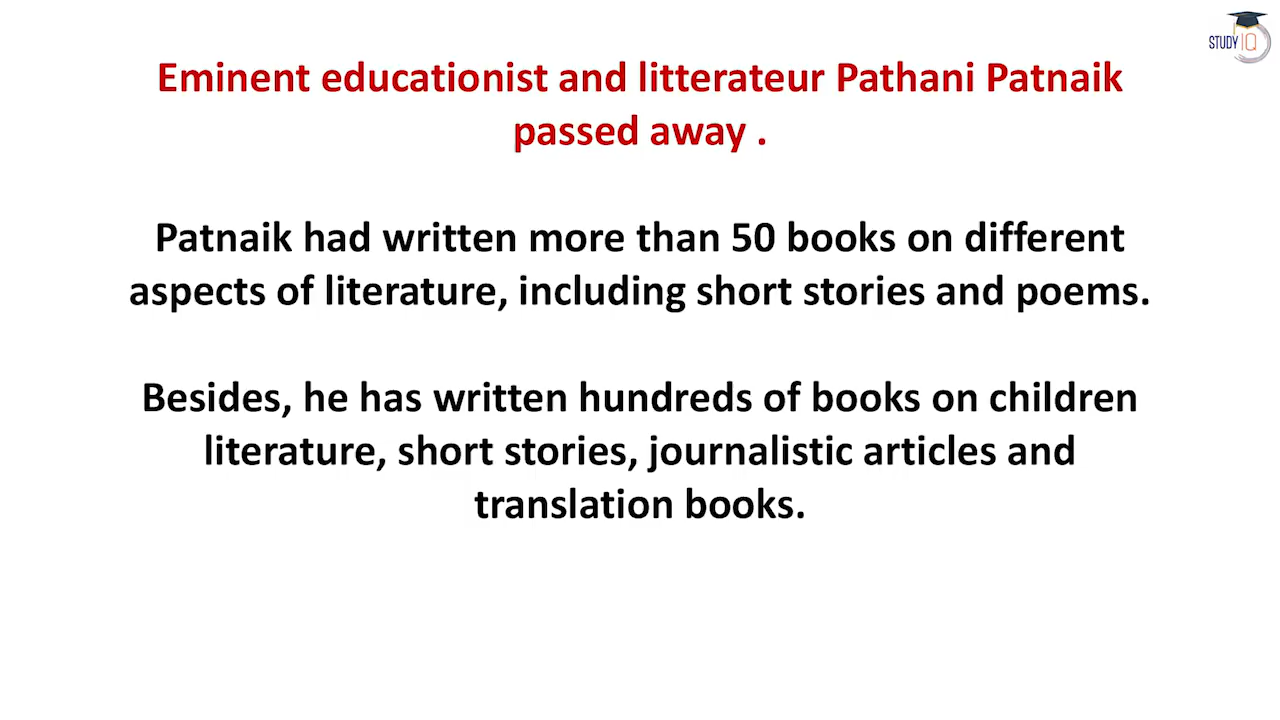 STUDY IQ
Eminent educationist and litterateur Pathani Patnaik
passed away .
Patnaik had written more than 50 books on different
aspects of literature, including short stories and poems.
Besides, he has written hundreds of books on children
literature, short stories, journalistic articles and
translation books.